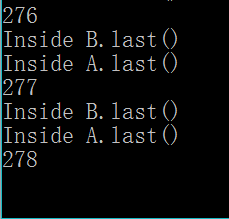 276
Inside B.last()
Inside A.last()
277
Inside B.last()
Inside A.last()
278